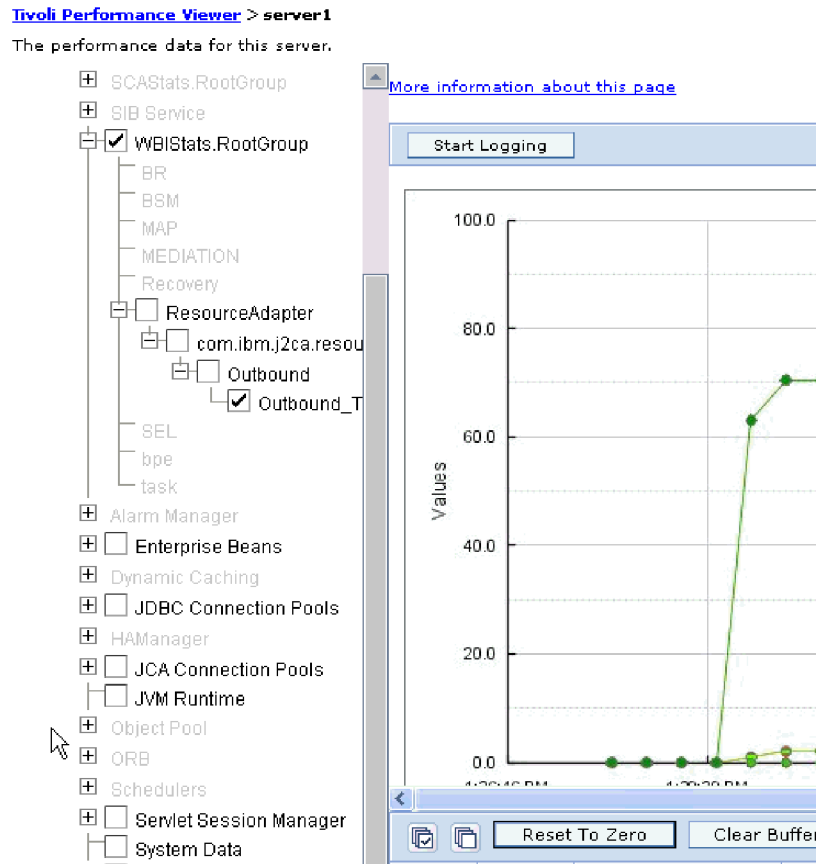 Tivoli Performance Viewer > server1
The performance data for this server.
SCAStats.RootGroup
SIB Service
WBIStats.RootGroup
BR
BSM
MAP
MEDIATION
Recovery
ResourceAdapter
com.ibm.j2ca.resou
Outbound
Outbound_T
SEL
bpe
task
Alarm Manager
Enterprise Beans
Dynamic Caching
JDBC Connection Pools
HAManager
JCA Connection Pools
JVM Runtime
Object Pool
ORB
Schedulers
Servlet Session Manager
System Data
More information about this page
Start Logging
100.0
80.0
60.0
40.0
20.0
0.0
Values
Reset To Zero
Clear Buffer